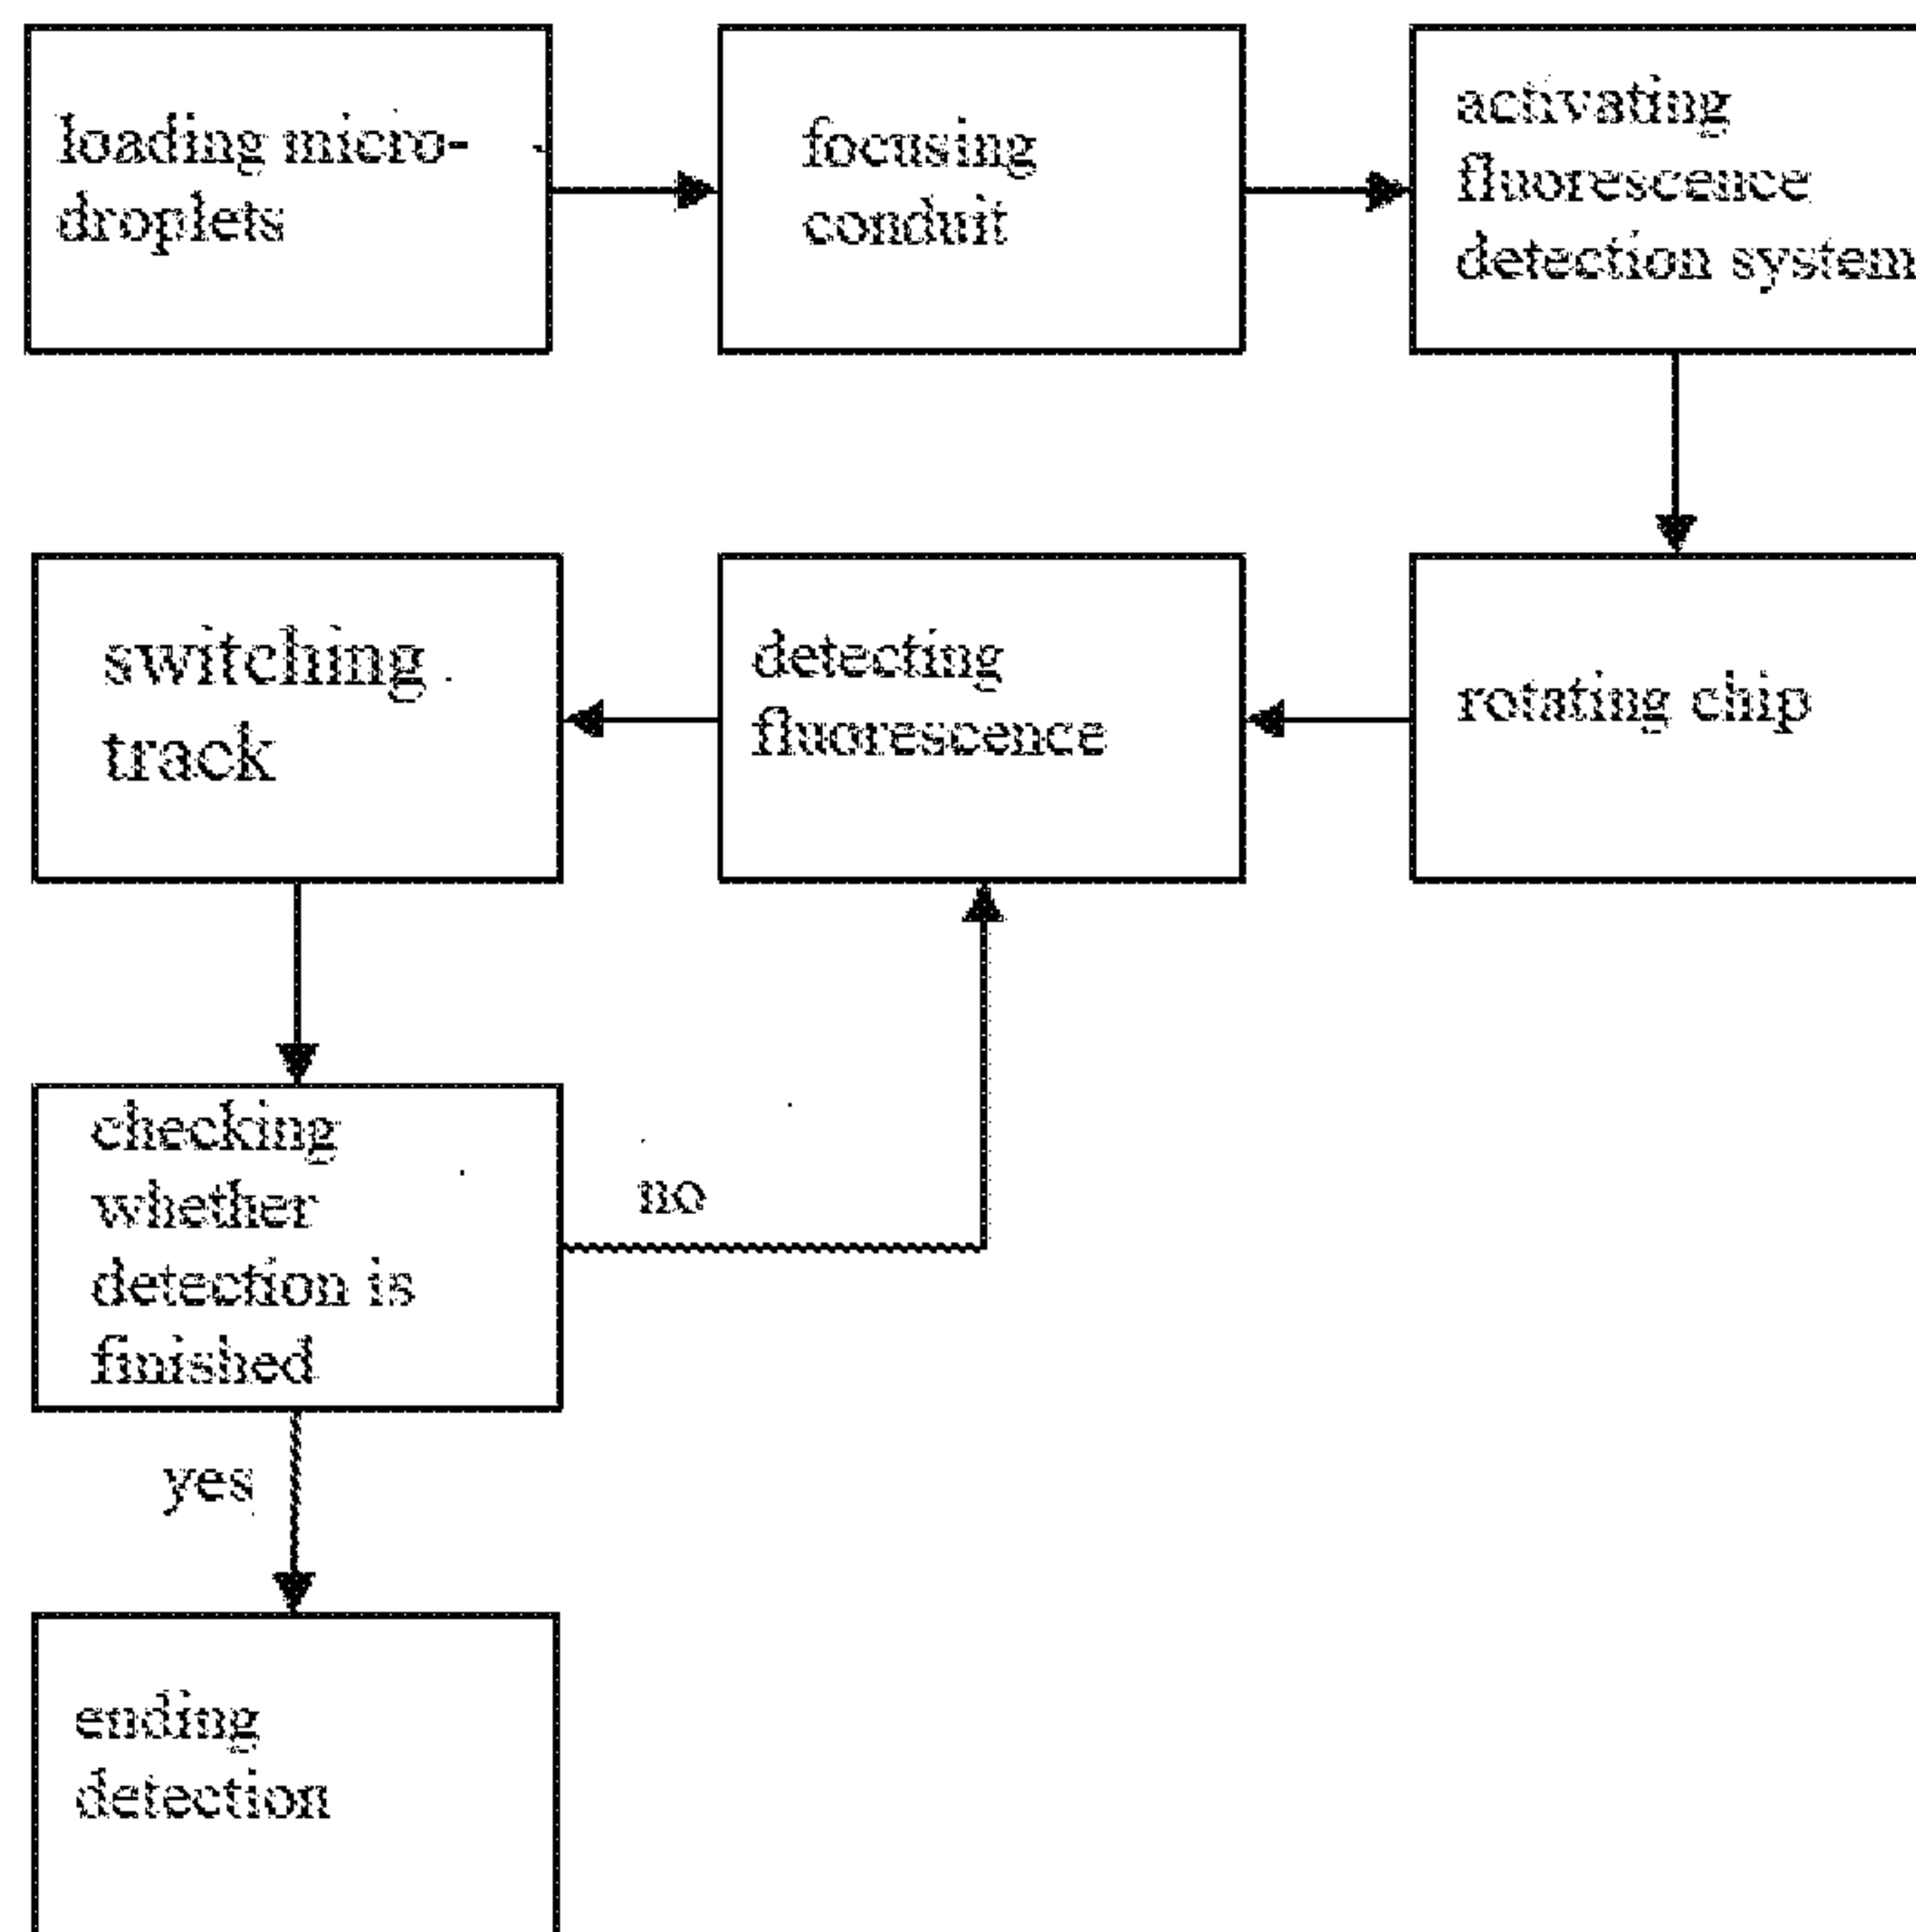 loading micro-
droplets
focusing
conduit
activating
fluorescence
detection system
switching
track
detecting
fluorescence
rotating chip
checking
whether
detection is
finished
no
yes
ending
detection